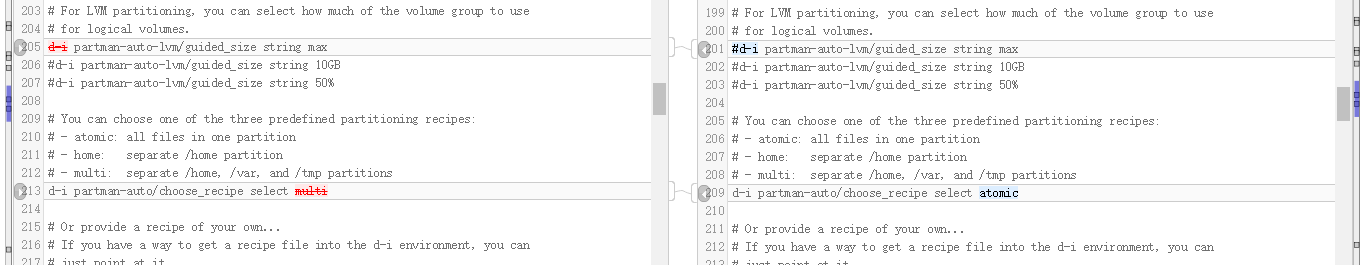 203 # For LVM partitioning, you can select how much of the volume group to use
204 # for logical volumes.
205 d-i partman-auto-lvm/guided_size string max
206 #d-i partman-auto-lvm/guided_size string 10GB
207 #d-i partman-auto-lvm/guided_size string 50%
208
209 # You can choose one of the three predefined partitioning recipes:
210 # - atomic: all files in one partition
211 # - home:   separate /home partition
212 # - multi:  separate /home, /var, and /tmp partitions
213 d-i partman-auto/choose_recipe select multi
214
215 # Or provide a recipe of your own...
216 # If you have a way to get a recipe file into the d-i environment, you can
217 # just point at it.
199 # For LVM partitioning, you can select how much of the volume group to use
200 # for logical volumes.
201 #d-i partman-auto-lvm/guided_size string max
202 #d-i partman-auto-lvm/guided_size string 10GB
203 #d-i partman-auto-lvm/guided_size string 50%
204
205 # You can choose one of the three predefined partitioning recipes:
206 # - atomic: all files in one partition
207 # - home:   separate /home partition
208 # - multi:  separate /home, /var, and /tmp partitions
209 d-i partman-auto/choose_recipe select atomic
210
211 # Or provide a recipe of your own...
212 # If you have a way to get a recipe file into the d-i environment, you can
213 # just point at it.